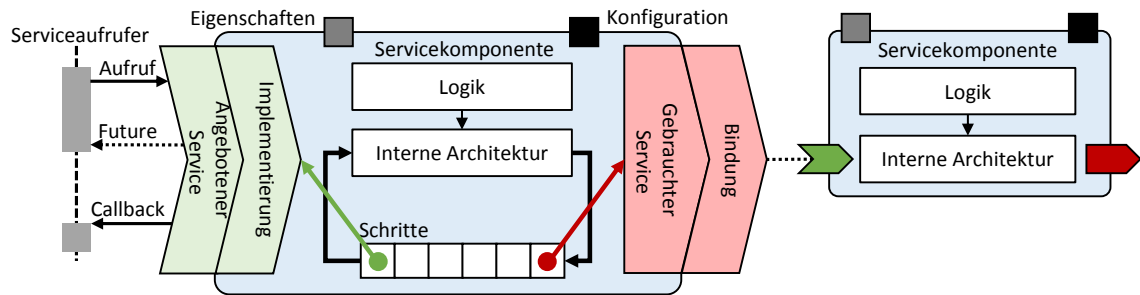 Eigenschaften
Konfiguration
Serviceaufrufer
Aufruf
Future
Callback
Angebotener
Service
Implementierung
Servicekomponente
Logik
Interne Architektur
Schritte
Gebrauchter
Service
Bindung
Servicekomponente
Logik
Interne Architektur